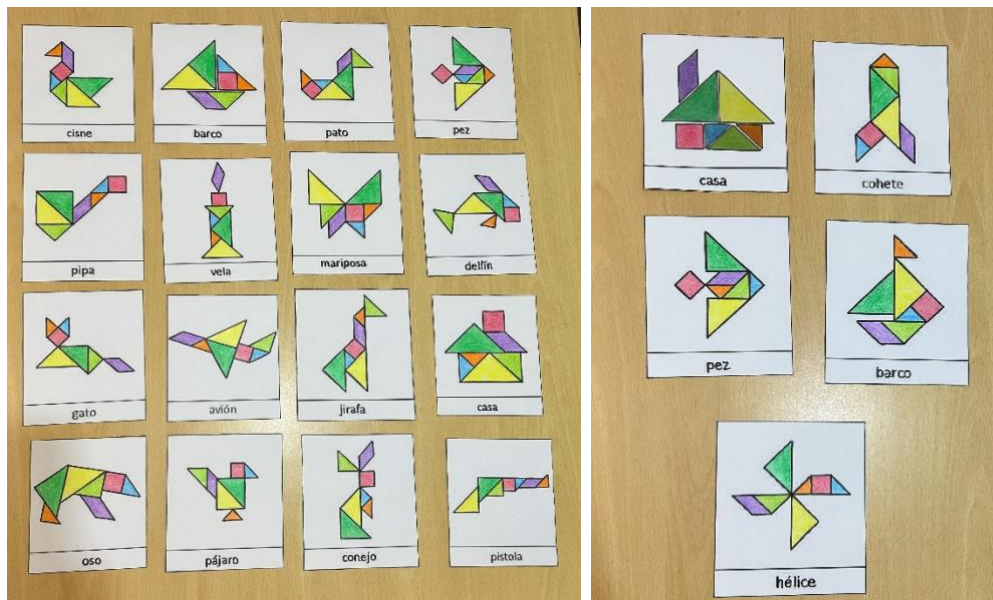 cisne
barco
pato
pez
pipa
vela
mariposa
delfín
gato
avión
jirafa
casa
oso
pájaro
conejo
pistola
casa
cohete
pez
barco
hélice